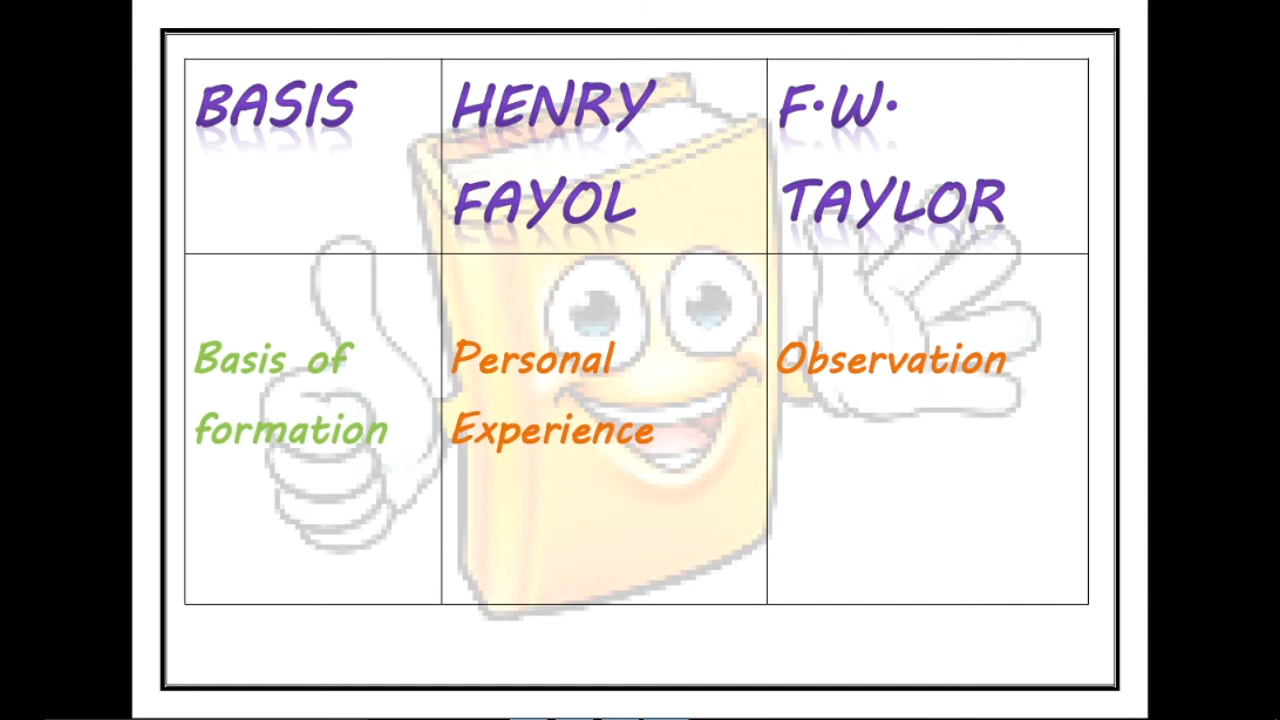 BASIS
HENRY
FAYOL
F.W.
TAYLOR
Basis of
formation
Personal
Experience
Observation